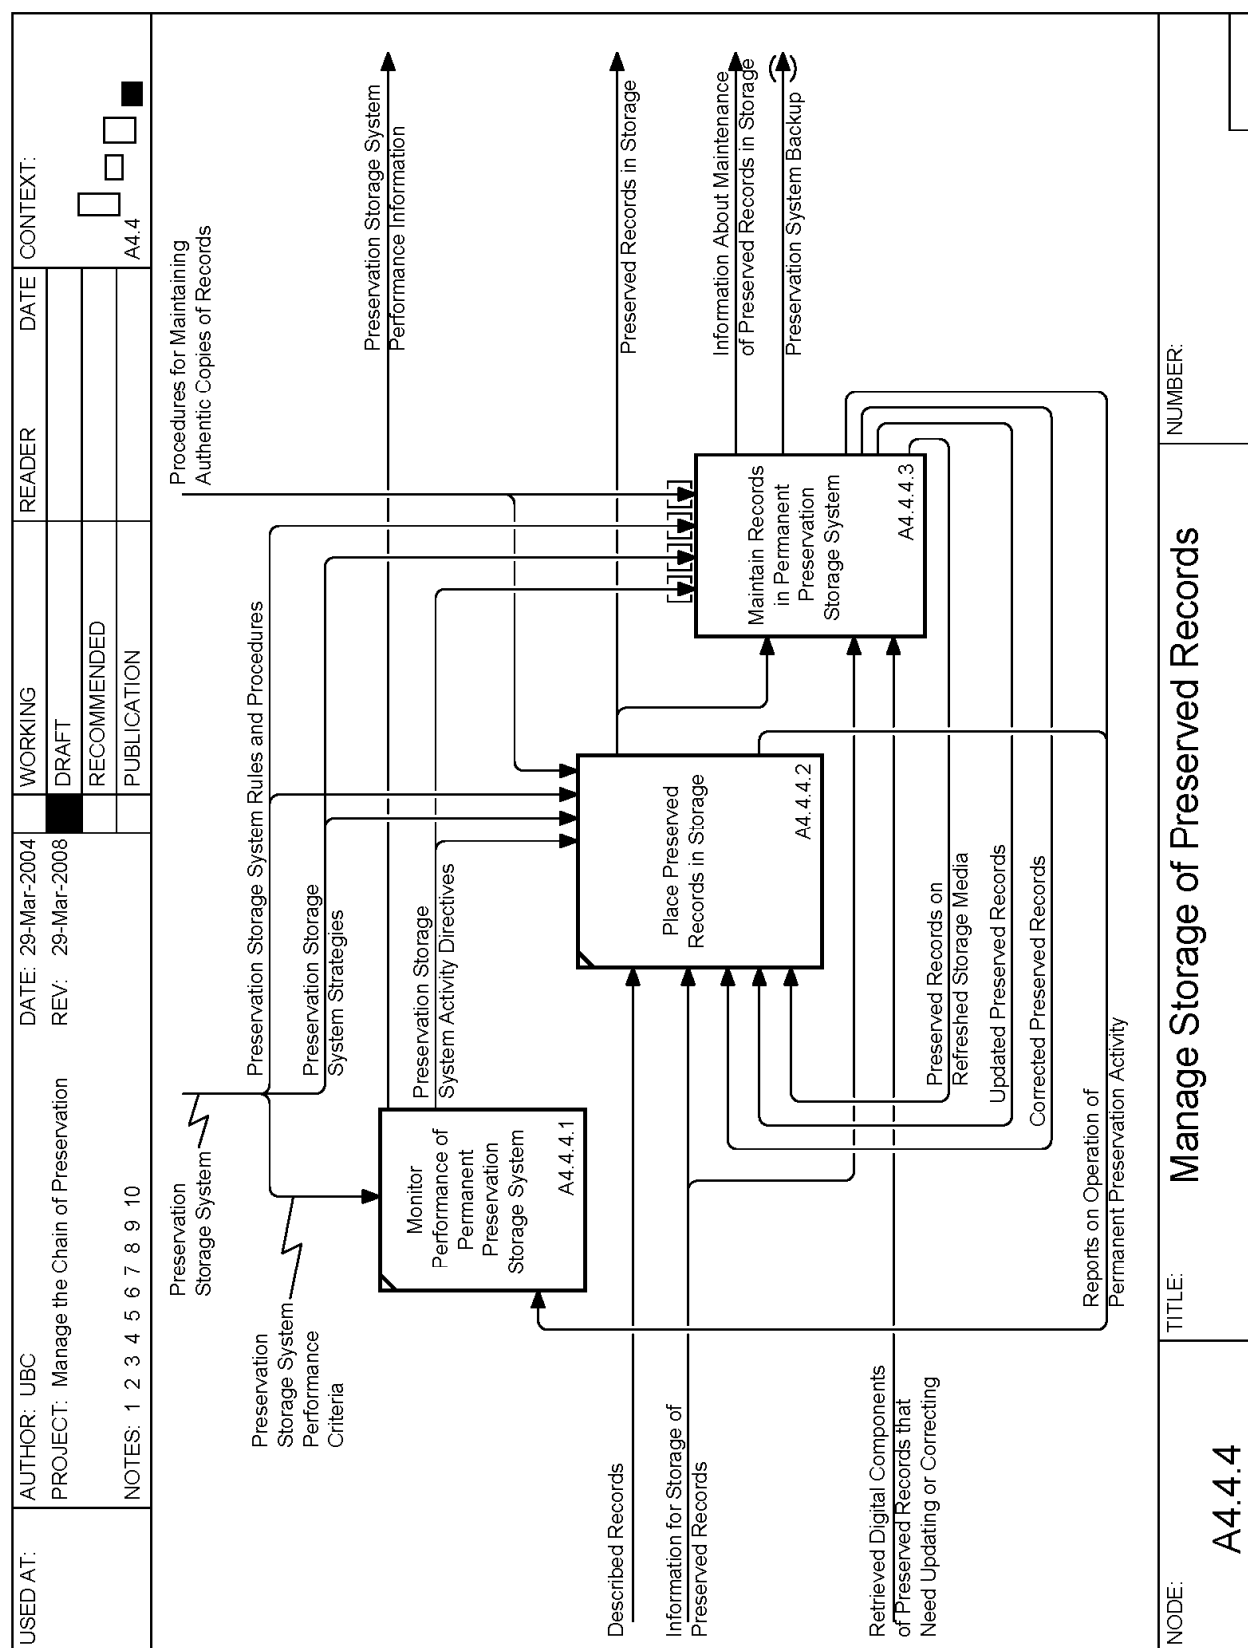 USED AT:
AUTHOR: UBC
PROJECT: Manage the Chain of Preservation
NOTES: 1 2 3 4 5 6 7 8 9 10
DATE: 29-Mar-2004
REV: 29-Mar-2008
WORKING
DRAFT
RECOMMENDED
PUBLICATION
READER
DATE
CONTEXT:
A4.4
Preservation
Storage System
Procedures for Maintaining
Authentic Copies of Records
Preservation
Storage System
Performance
Criteria
Preservation Storage System Rules and Procedures
Preservation Storage
System Strategies
Preservation Storage System
Performance Information
Monitor
Performance of
Permanent
Preservation
Storage System
A4.4.4.1
Preservation Storage
System Activity Directives
Described Records
Information for Storage of
Preserved Records
Place Preserved
Records in Storage
A4.4.4.2
Preserved Records in Storage
Maintain Records
in Permanent
Preservation
Storage System
A4.4.4.3
Information About Maintenance
of Preserved Records in Storage
Preservation System Backup
Retrieved Digital Components
of Preserved Records that
Need Updating or Correcting
Preserved Records on
Refreshed Storage Media
Updated Preserved Records
Corrected Preserved Records
Reports on Operation of
Permanent Preservation Activity
NODE:
A4.4.4
TITLE:
Manage Storage of Preserved Records
NUMBER: